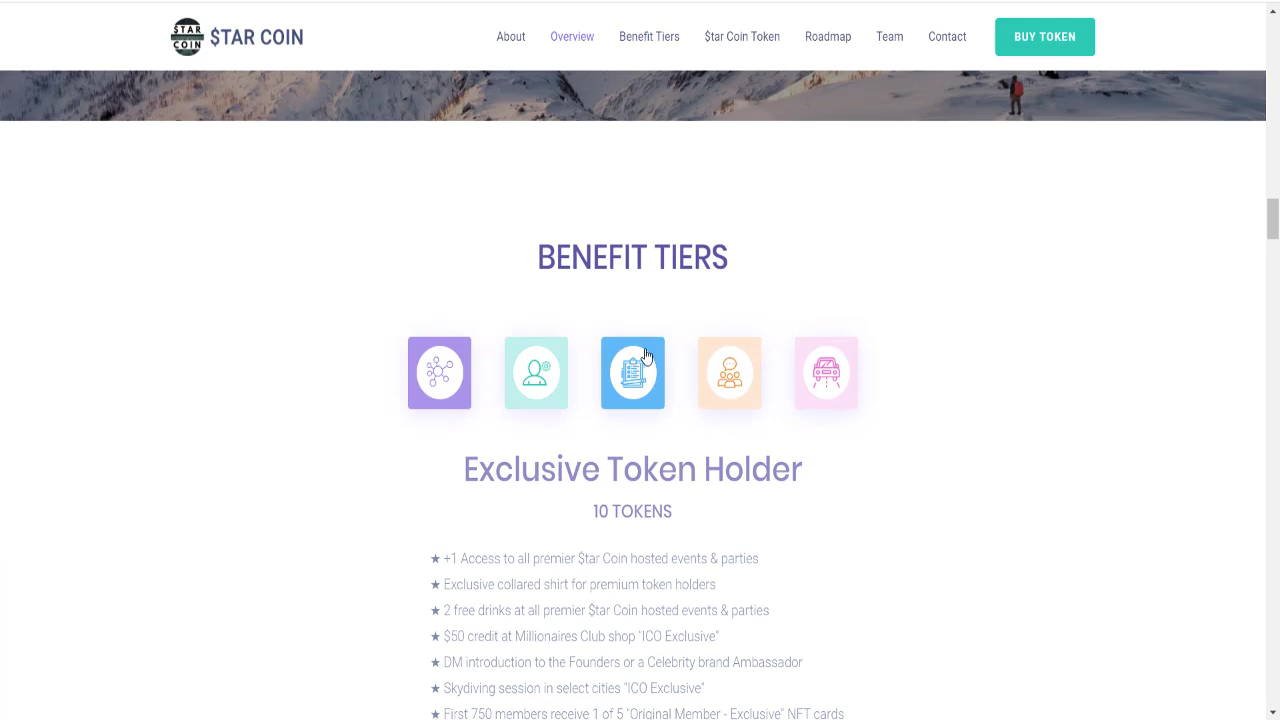 $TAR
COIN
$TAR COIN
About
Overview
Benefit Tiers
$tar Coin Token
Roadmap
Team
Contact
BUY TOKEN
BENEFIT TIERS
Exclusive Token Holder
10 TOKENS
★ +1 Access to all premier $tar Coin hosted events & parties
★ Exclusive collared shirt for premium token holders
★ 2 free drinks at all premier $tar Coin hosted events & parties
★ $50 credit at Millionaires Club shop "ICO Exclusive"
★ DM introduction to the Founders or a Celebrity brand Ambassador
★ Skydiving session in select cities "ICO Exclusive"
★ First 750 members receive 1 of 5 "Original Member - Exclusive" NFT cards